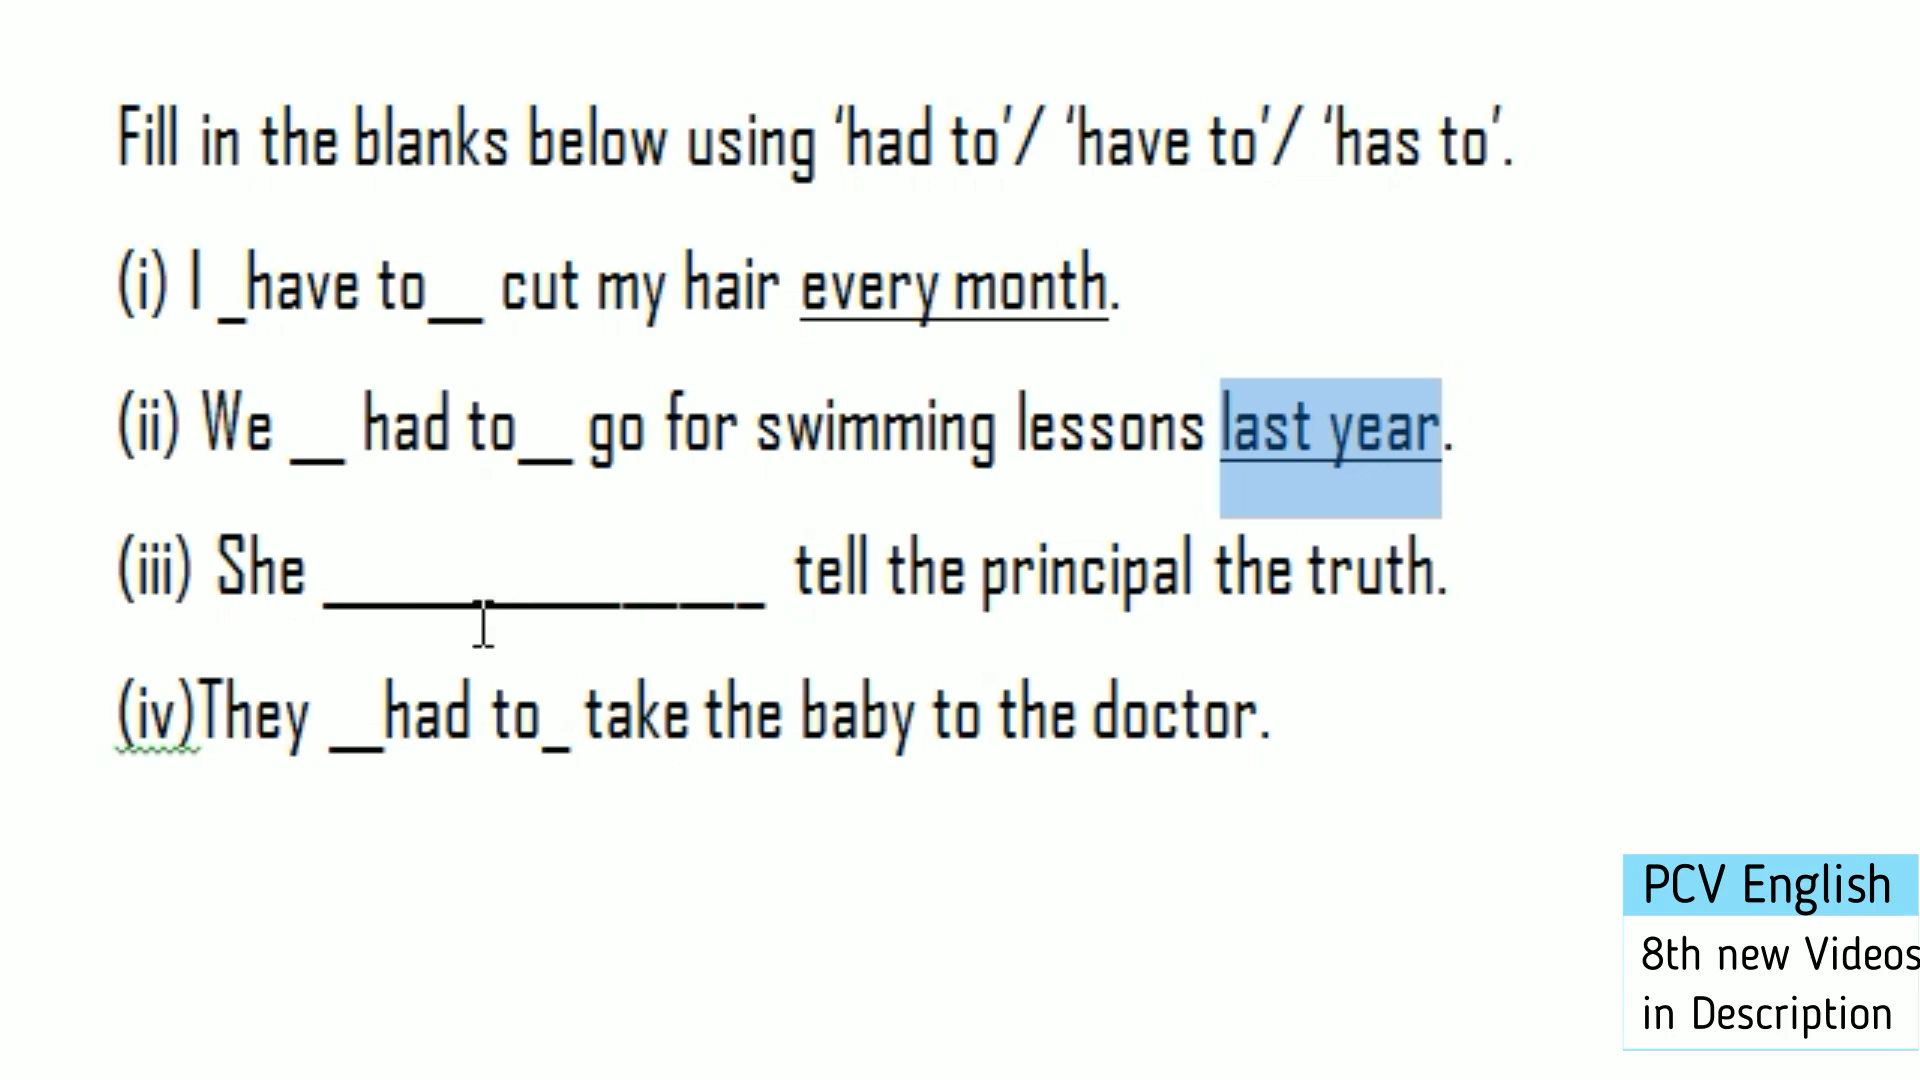 Fill in the blanks below using ‘had to’/ ‘have to’/ ‘has to’.
(i) I _have to__ cut my hair every month.
(ii) We __ had to__ go for swimming lessons last year.
(iii) She ________________ tell the principal the truth.
(iv)They __had to_ take the baby to the doctor.
PCV English
8th new Videos
in Description